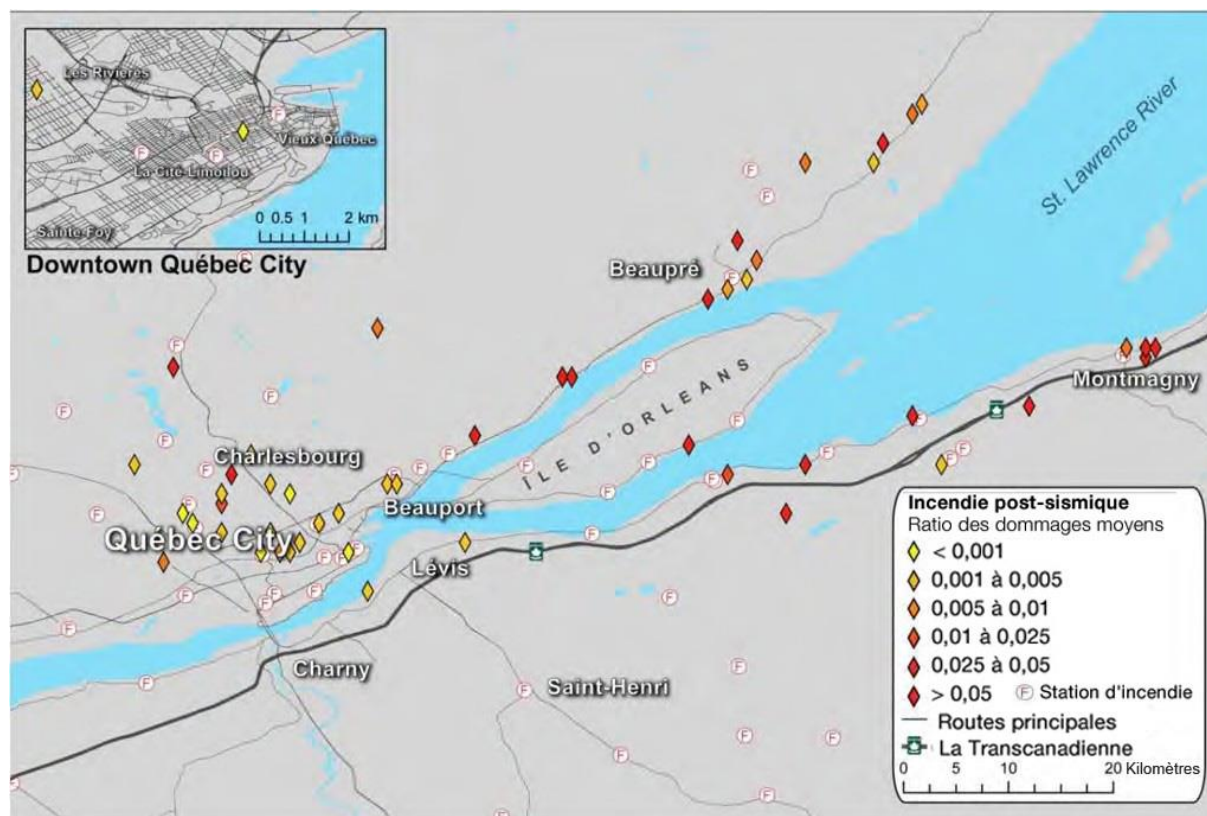 Les Rivières
Vieux-Québec
La-Cité-Limoilou
Sainte-Foy
0 0.5 1 2 km
Downtown Québec City
St. Lawrence River
Beaupré
ÎLE D'ORLEANS
Montmagny
Charlesbourg
Beauport
Québec City
Lévis
Charny
Saint-Henri
Incendie post-sismique
Ratio des dommages moyens
< 0,001
0,001 à 0,005
0,005 à 0,01
0,01 à 0,025
0,025 à 0,05
> 0,05 F Station d'incendie
Routes principales
La Transcanadienne
0 5 10 20 Kilomètres